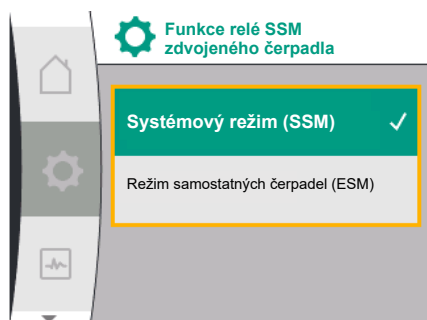 Funkce relé SSM
zdvojeného čerpadla
Systémový režim (SSM)
Režim samostatných čerpadel (ESM)